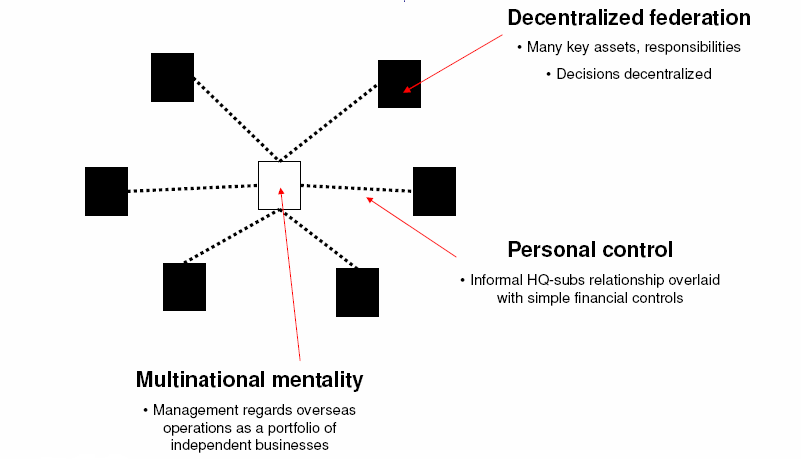 Decentralized federation
• Many key assets, responsibilities
• Decisions decentralized
Personal control
• Informal HQ-subs relationship overlaid
with simple financial controls
Multinational mentality
• Management regards overseas
operations as a portfolio of
independent businesses